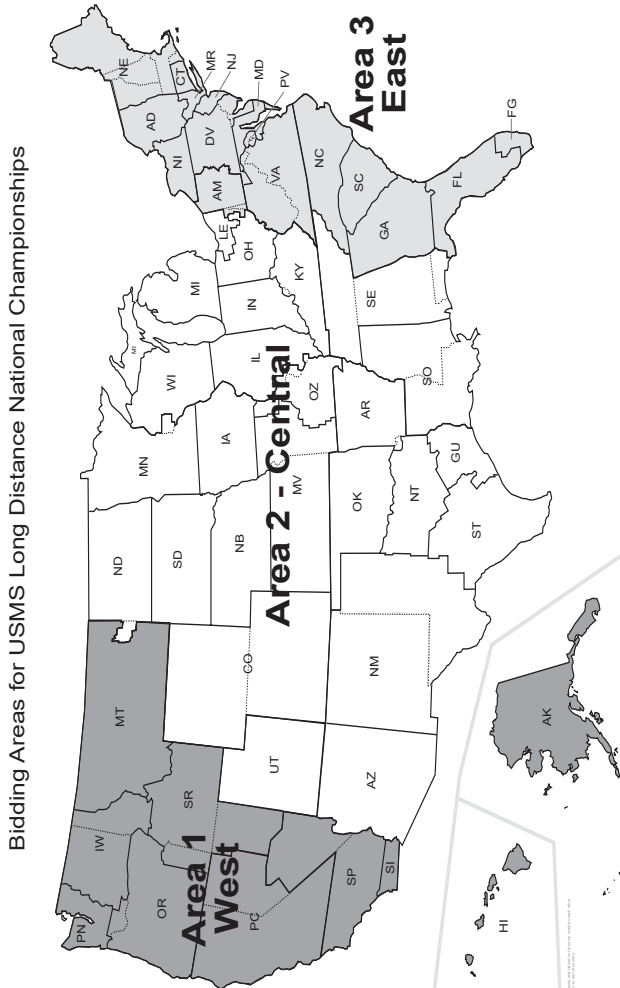 Bidding Areas for USMS Long Distance National Championships
Area 1
West
Area 2 - Central
Area 3
East
PN
IW
MT
OR
SR
PC
SP
SI
UT
AZ
CO
NM
ND
SD
NB
MV
MN
IA
WI
MI
MI
IL
IN
OH
LE
KY
OZ
AR
OK
NT
GU
ST
SO
SE
NE
CT
MR
NJ
MD
PV
AD
NI
DV
AM
VA
NC
SC
GA
FL
FG
AK
HI